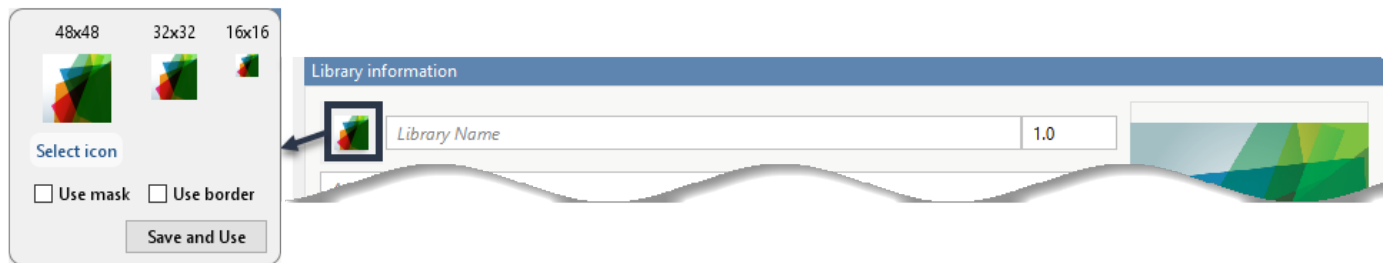 48x48 32x32 16x16
Select icon
Use mask Use border
Save and Use
Library information
Library Name 1.0